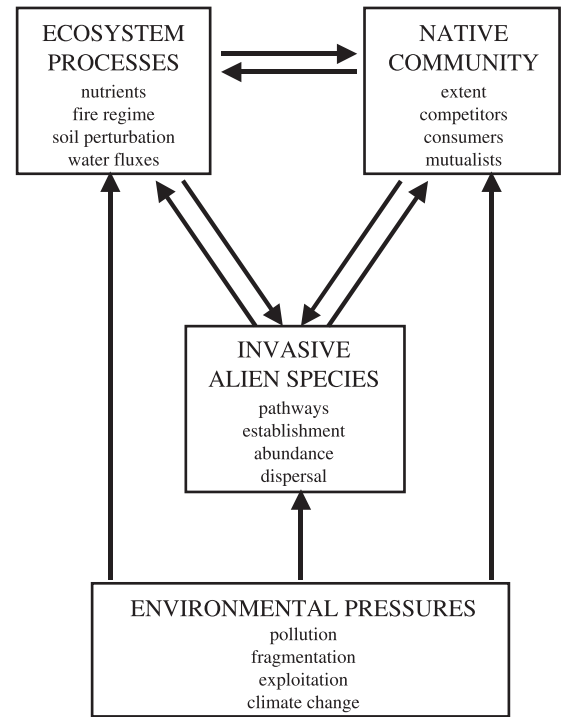 ECOSYSTEM
PROCESSES
nutrients
fire regime
soil perturbation
water fluxes
NATIVE
COMMUNITY
extent
competitors
consumers
mutualists
INVASIVE
ALIEN SPECIES
pathways
establishment
abundance
dispersal
ENVIRONMENTAL PRESSURES
pollution
fragmentation
exploitation
climate change